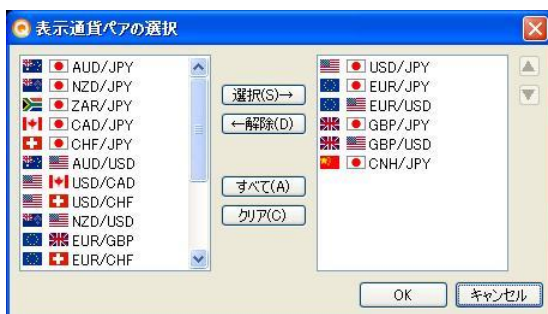 表示通貨ペアの選択
AUD/JPY
NZD/JPY
ZAR/JPY
CAD/JPY
CHF/JPY
AUD/USD
USD/CAD
USD/CHF
NZD/USD
EUR/GBP
EUR/CHF
選択(S)→
←解除(D)
すべて(A)
クリア(C)
USD/JPY
EUR/JPY
EUR/USD
GBP/JPY
GBP/USD
CNH/JPY
OK
キャンセル